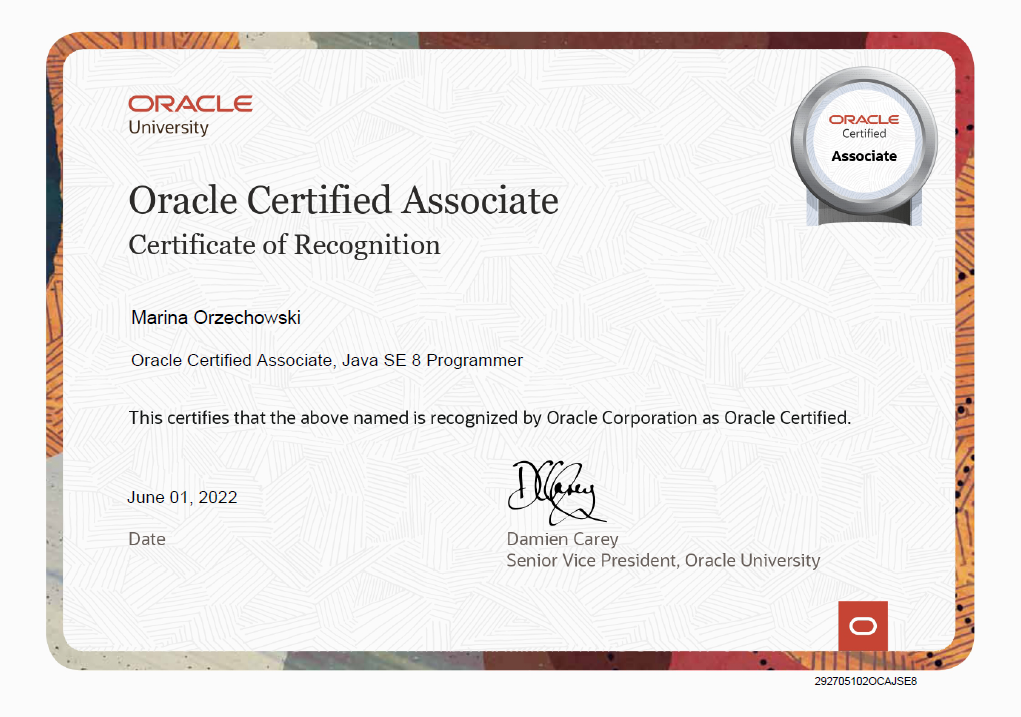 ORACLE
University
ORACLE
Certified
Associate
Oracle Certified Associate
Certificate of Recognition
Marina Orzechowski
Oracle Certified Associate, Java SE 8 Programmer
This certifies that the above named is recognized by Oracle Corporation as Oracle Certified.
June 01, 2022
Date
DCarey
Damien Carey
Senior Vice President, Oracle University
292705102OCAJSE8